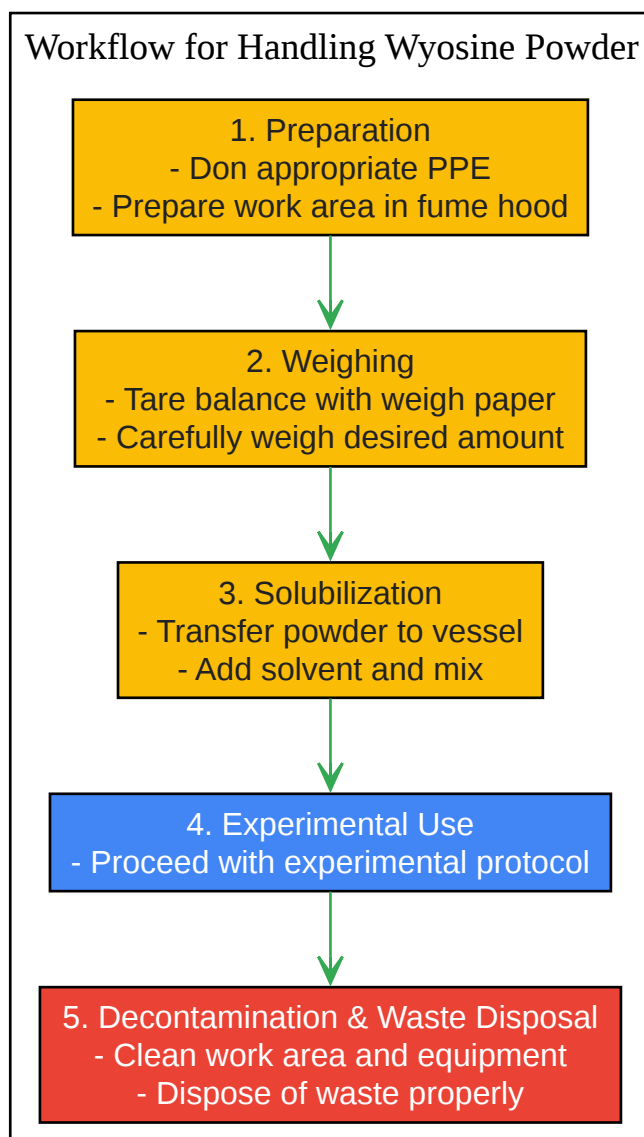 Workflow for Handling Wyosine Powder
1. Preparation
- Don appropriate PPE
- Prepare work area in fume hood
2. Weighing
- Tare balance with weigh paper
- Carefully weigh desired amount
3. Solubilization
- Transfer powder to vessel
- Add solvent and mix
4. Experimental Use
- Proceed with experimental protocol
5. Decontamination & Waste Disposal
- Clean work area and equipment
- Dispose of waste properly